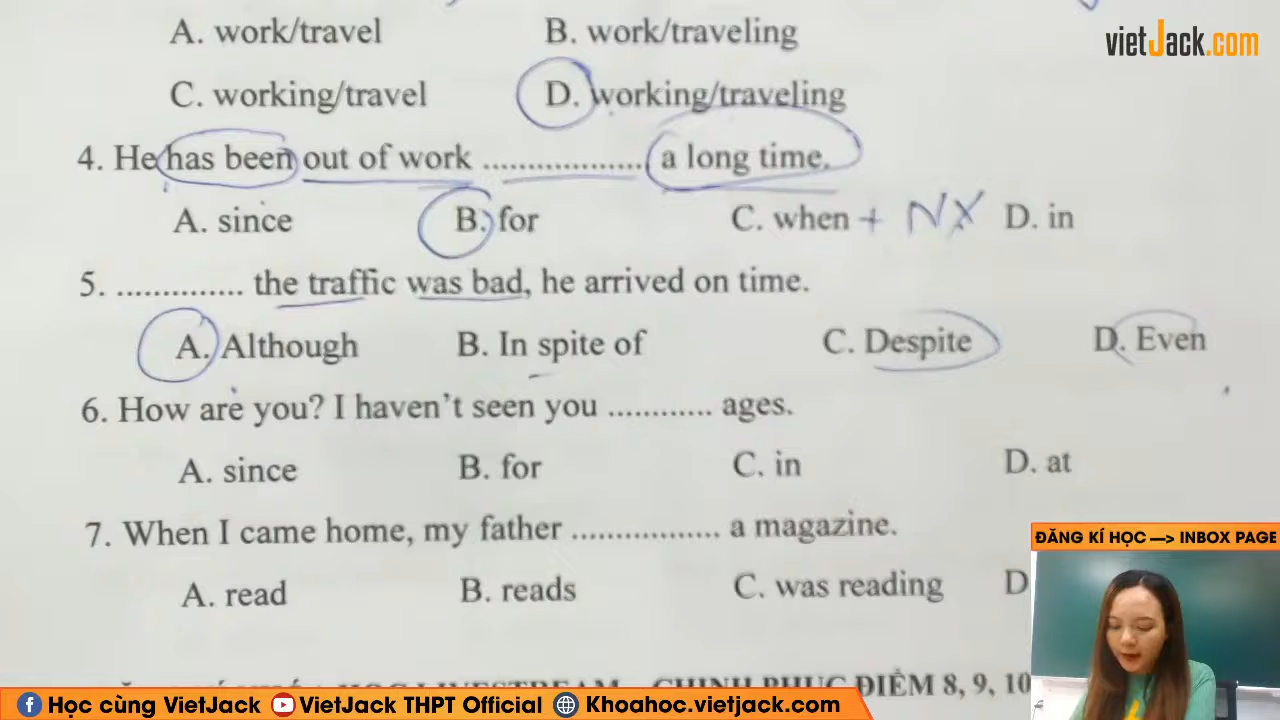 A. work/travel B. work/traveling
vietJack.com
C. working/travel D. working/traveling
4. He has been out of work .................. a long time.
A. since B. for C. when + D. in
5. .............. the traffic was bad, he arrived on time.
A. Although B. In spite of C. Despite D. Even
6. How are you? I haven't seen you ............ ages.
A. since B. for C. in D. at
7. When I came home, my father ................. a magazine.
A. read B. reads C. was reading D
ĐĂNG KÍ HỌC —> INBOX PAGE
ĐIỂM 8, 9, 10
Học cùng VietJack VietJack THPT Official Khoahoc.vietjack.com